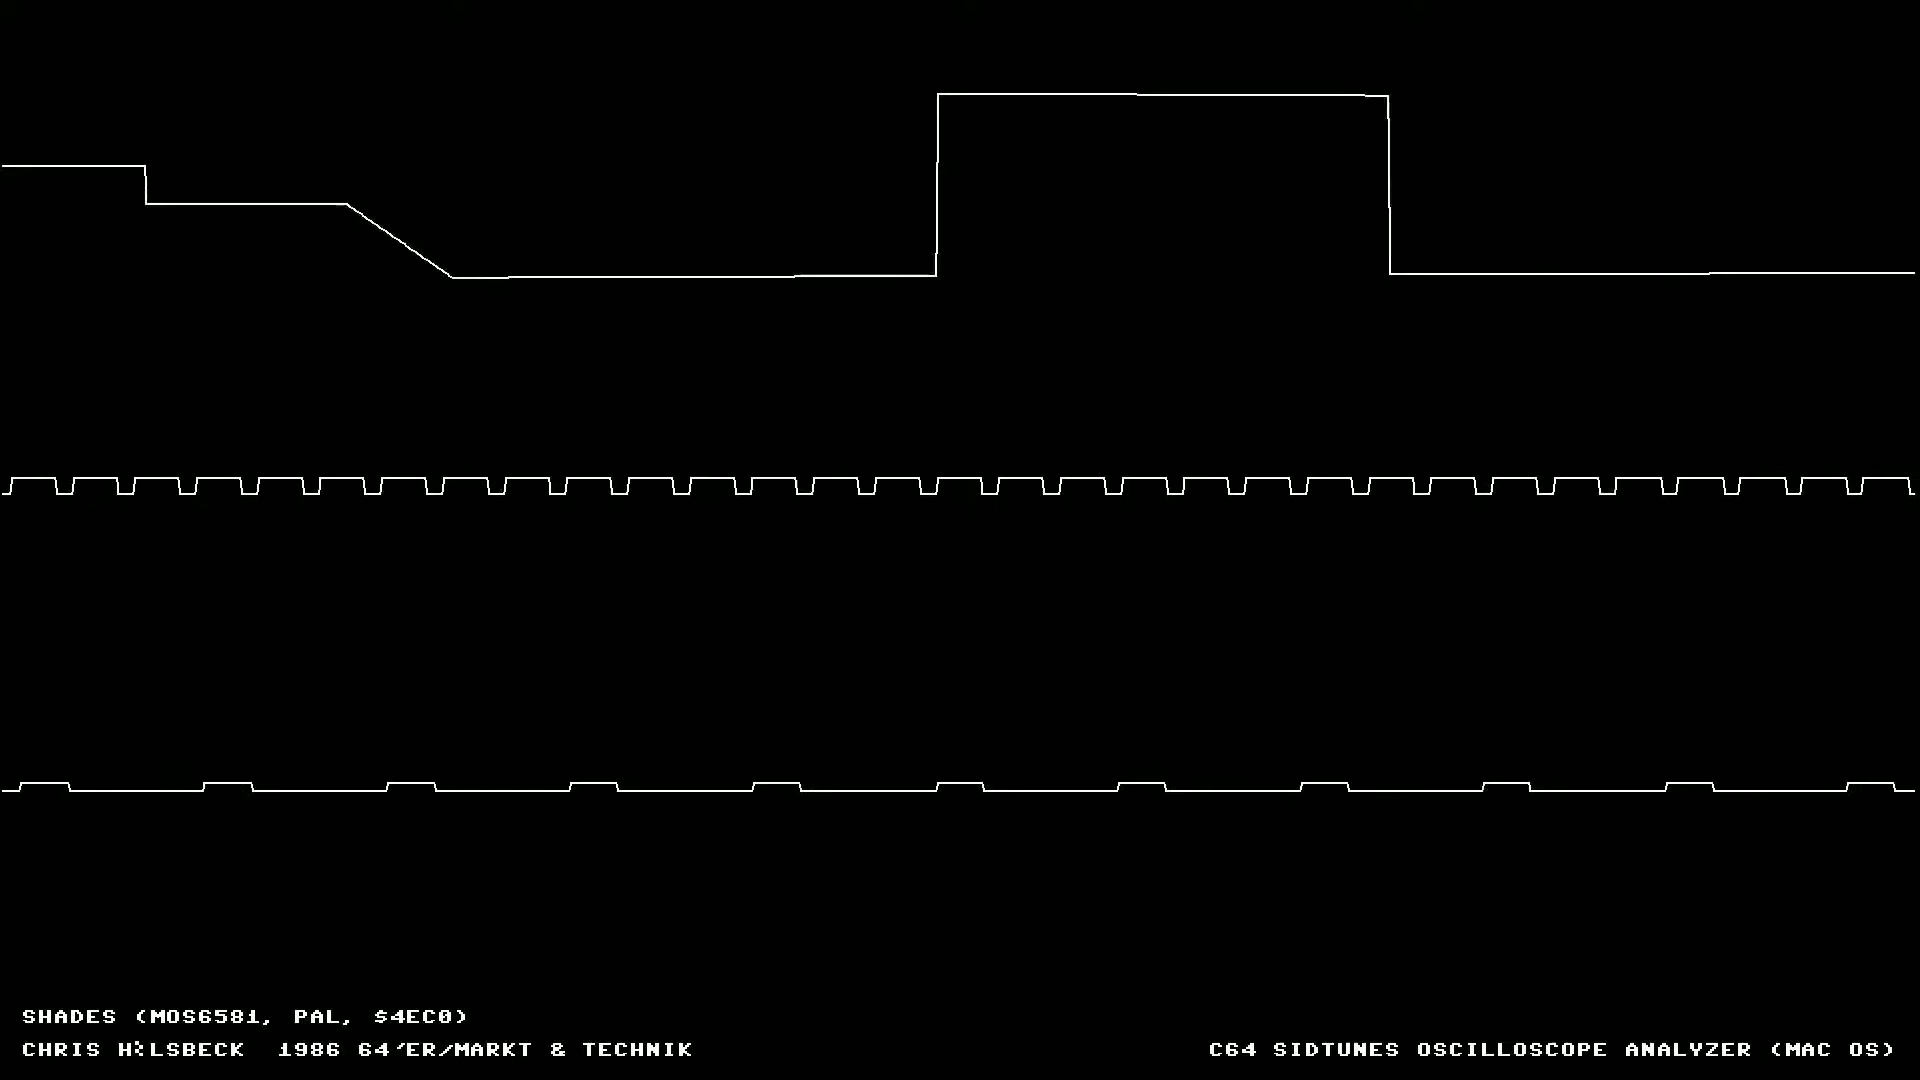 SHADES (MOS6581, PAL, $4EC0)
CHRIS H⁝LSBECK 1986 64'ER/MARKT & TECHNIK
C64 SIDTUNES OSCILLOSCOPE ANALYZER (MAC OS)